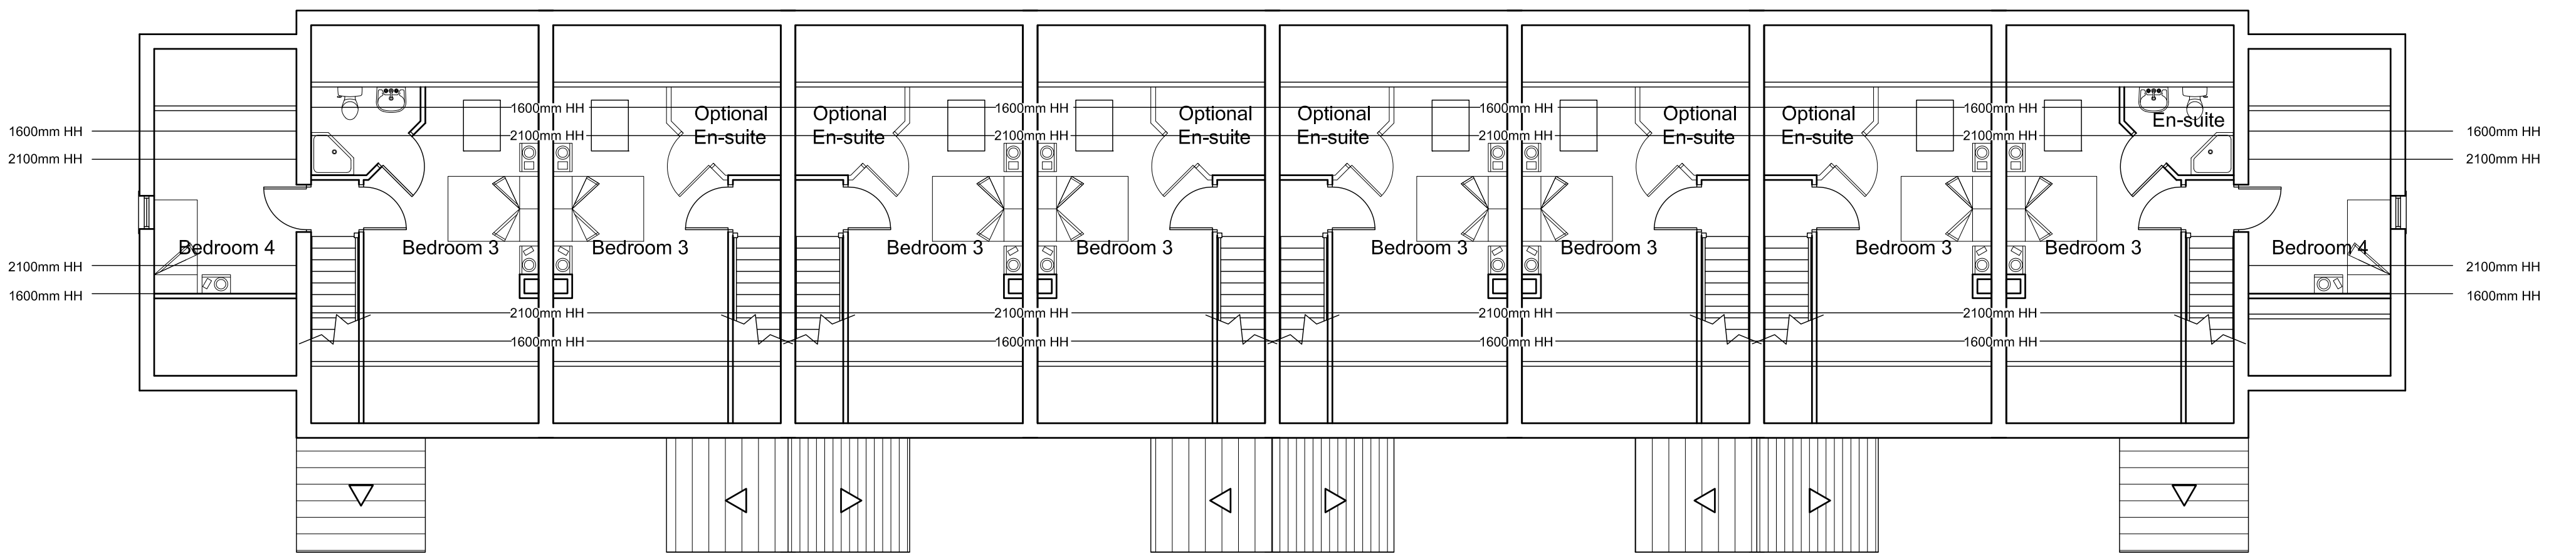 1600mm HH 1600mm HH 1600mm HH 1600mm HH
Optional Optional Optional Optional Optional Optional
En-suite En-suite En-suite En-suite En-suite En-suite En-suite
1600mm HH 1600mm HH
2100mm HH 2100mm HH 2100mm HH 2100mm HH
2100mm HH 2100mm HH
Bedroom 4 Bedroom 3 Bedroom 3 Bedroom 3 Bedroom 3 Bedroom 3 Bedroom 3 Bedroom 3 Bedroom 3 Bedroom 4
2100mm HH 2100mm HH
1600mm HH 1600mm HH
2100mm HH 2100mm HH 2100mm HH 2100mm HH
1600mm HH 1600mm HH 1600mm HH 1600mm HH